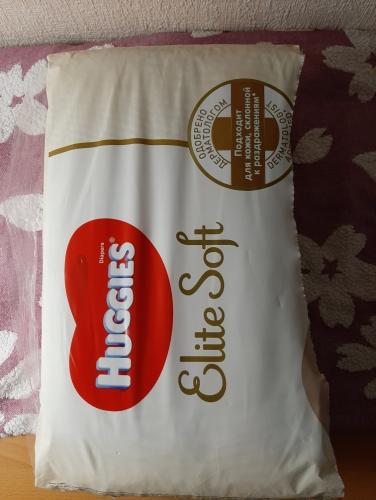 Diapers
HUGGIES®
Elite Soft
ОДОБРЕНО
ДЕРМАТОЛОГОМ
Подходит
для кожи, склонной
к раздражениям*